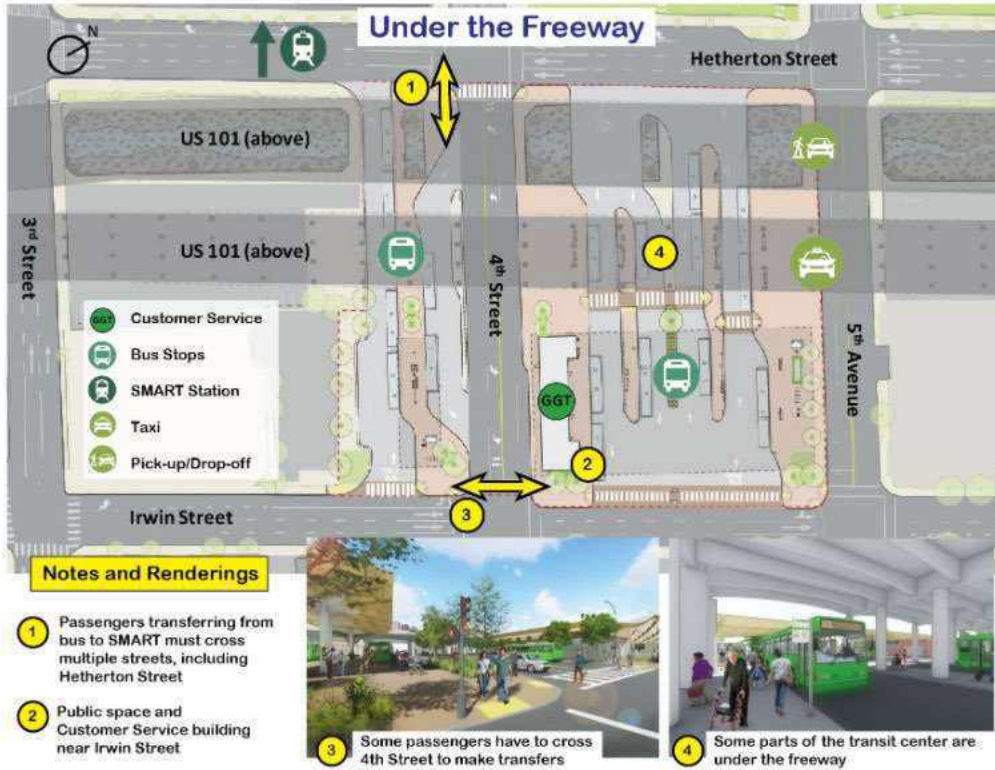 Under the Freeway
N
Hetherton Street
1
US 101 (above)
US 101 (above)
3rd Street
4th Street
5th Avenue
4
GGT Customer Service
Bus Stops
SMART Station
Taxi
Pick-up/Drop-off
GGT
2
3
Irwin Street
Notes and Renderings
1 Passengers transferring from
bus to SMART must cross
multiple streets, including
Hetherton Street
2 Public space and
Customer Service building
near Irwin Street
3 Some passengers have to cross
4th Street to make transfers
4 Some parts of the transit center are
under the freeway